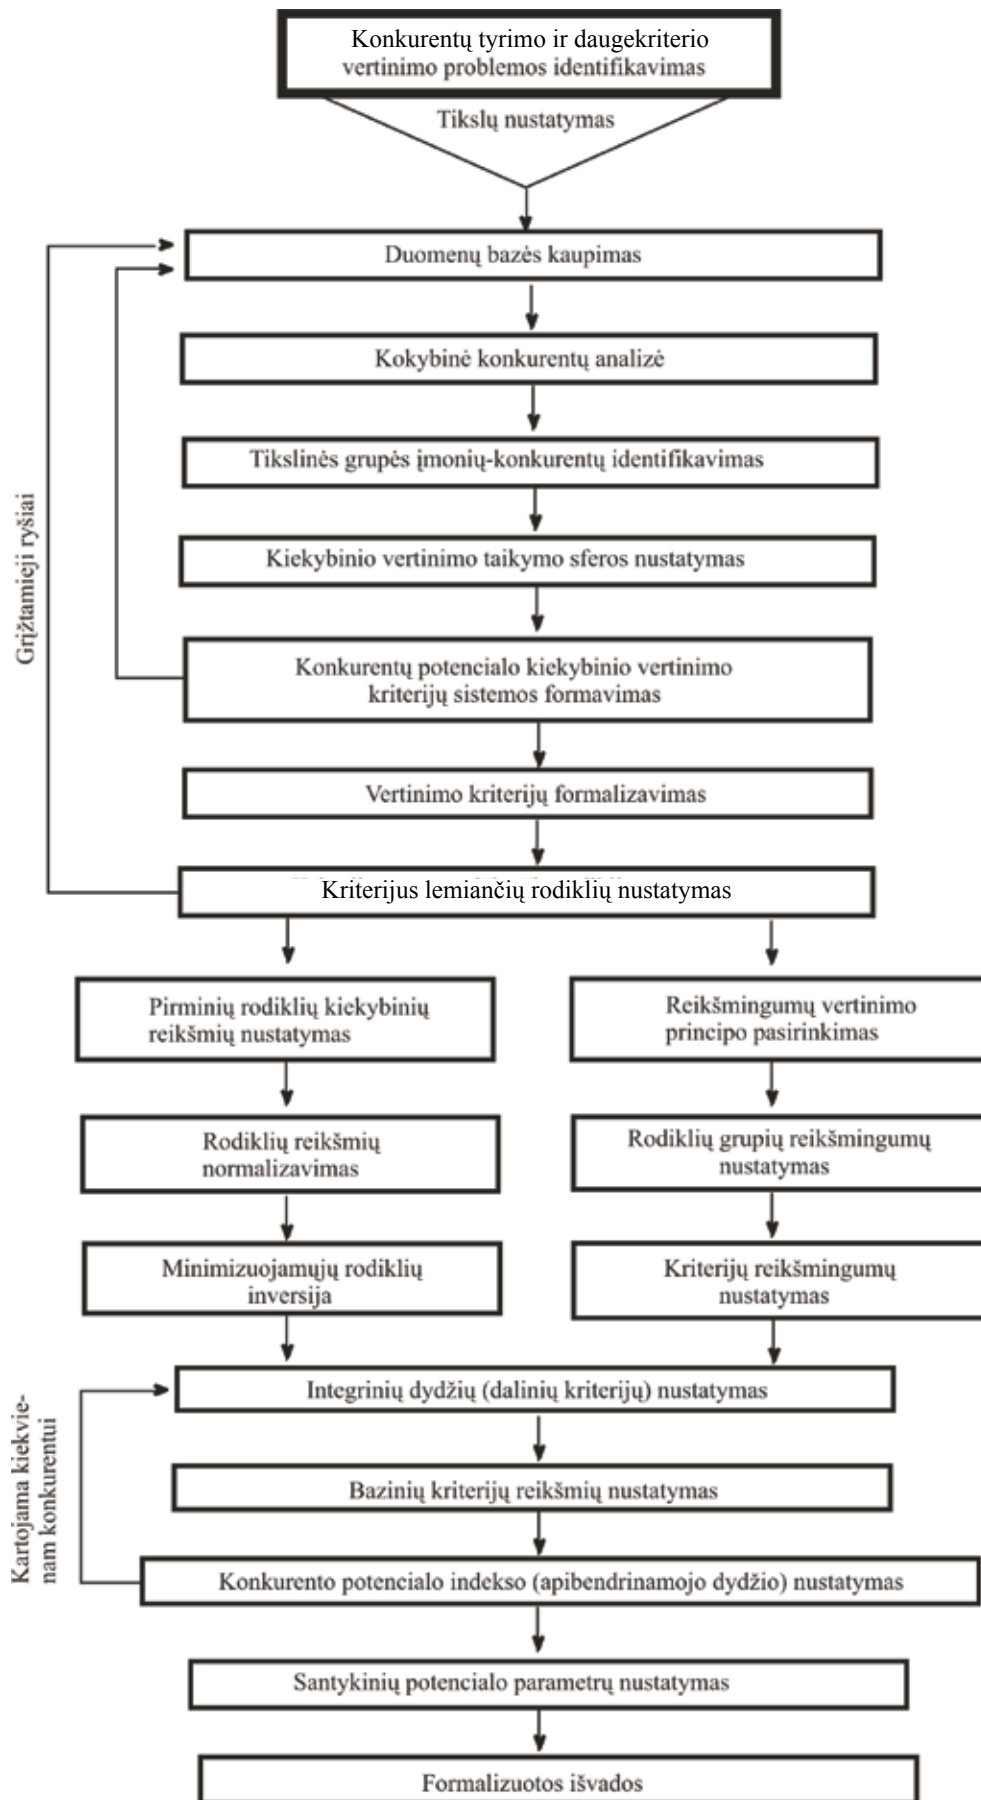 Konkurentų tyrimo ir daugekriterio
vertinimo problemos identifikavimas
Tikslų nustatymas
Duomenų bazės kaupimas
Kokybinė konkurentų analizė
Tikslinės grupės įmonių-konkurentų identifikavimas
Kiekybinio vertinimo taikymo sferos nustatymas
Konkurentų potencialo kiekybinio vertinimo
kriterijų sistemos formavimas
Vertinimo kriterijų formalizavimas
Kriterijus lemiančių rodiklių nustatymas
Grįžtamieji ryšiai
Pirminių rodiklių kiekybinių
reikšmių nustatymas
Rodiklių reikšmių
normalizavimas
Minimizuojamųjų rodiklių
inversija
Reikšmingumų vertinimo
principo pasirinkimas
Rodiklių grupių reikšmingumų
nustatymas
Kriterijų reikšmingumų
nustatymas
Integrinių dydžių (dalinių kriterijų) nustatymas
Bazinių kriterijų reikšmių nustatymas
Konkurento potencialo indekso (apibendrinamojo dydžio) nustatymas
Kartojama kiekvie-
nam konkurentui
Santykinių potencialo parametrų nustatymas
Formalizuotos išvados